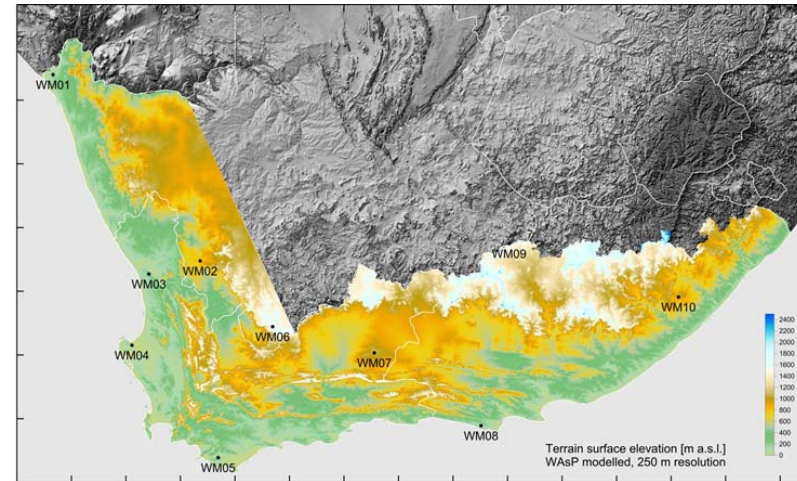 WM01
WM09
WM02
WM03
WM10
WM06
WM04
WM07
WM08
WM05
2400
2200
2000
1800
1600
1400
1200
1000
800
600
400
200
0
Terrain surface elevation [m a.s.l.]
WAsP modelled, 250 m resolution